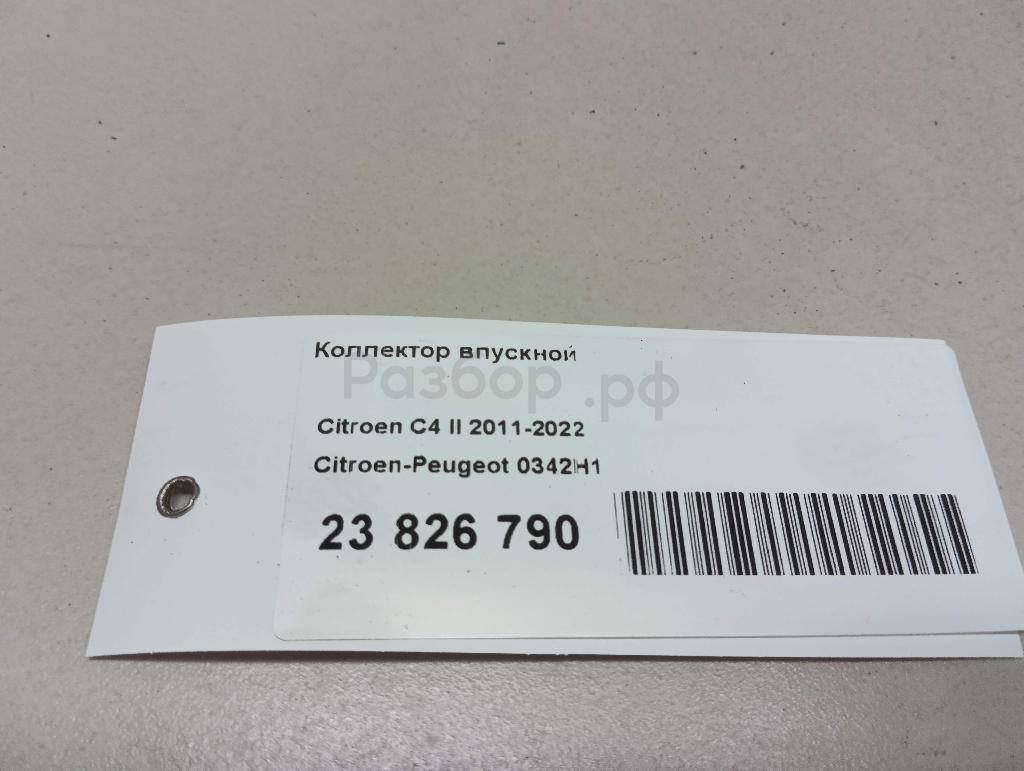 Коллектор впускной
Разбор.рф
Citroen C4 II 2011-2022
Citroen-Peugeot 0342H1
23 826 790